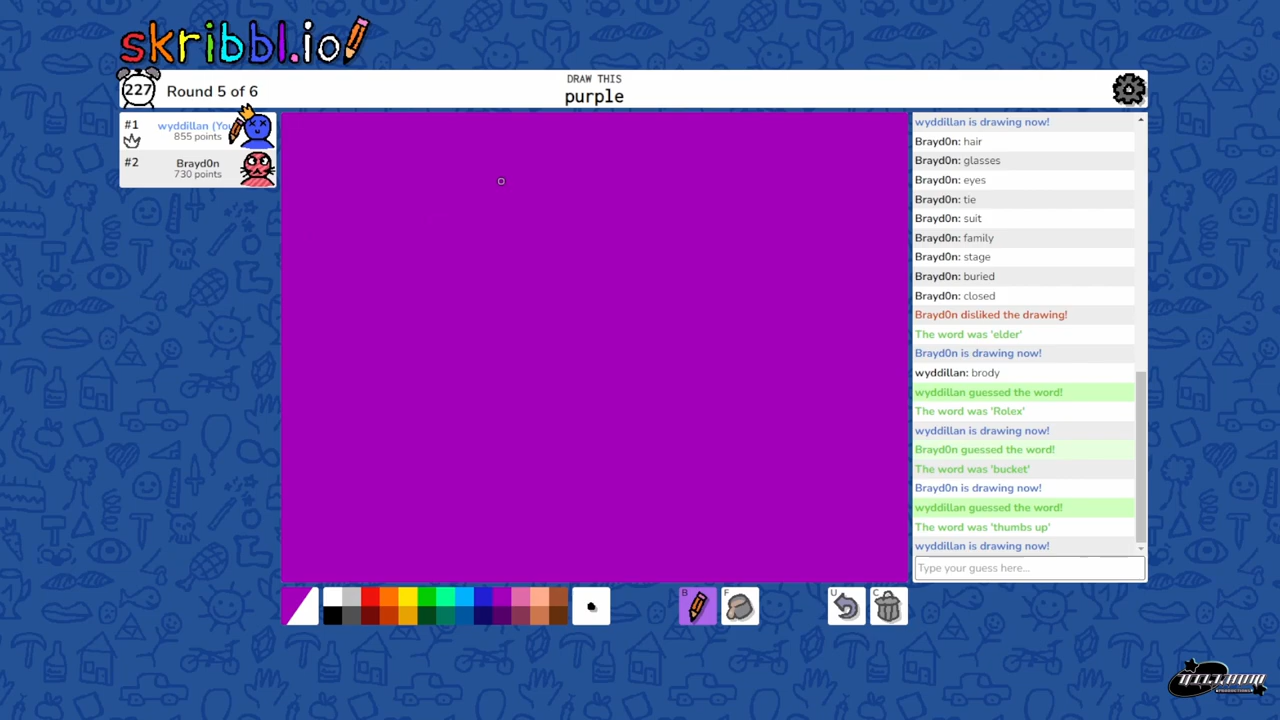 skribbl.io
227
Round 5 of 6
DRAW THIS
purple
#1
wyddillan (You
855 points
#2
Brayd0n
730 points
wyddillan is drawing now!
Brayd0n: hair
Brayd0n: glasses
Brayd0n: eyes
Brayd0n: tie
Brayd0n: suit
Brayd0n: family
Brayd0n: stage
Brayd0n: buried
Brayd0n: closed
Brayd0n disliked the drawing!
The word was 'elder'
Brayd0n is drawing now!
wyddillan: brody
wyddillan guessed the word!
The word was 'Rolex'
wyddillan is drawing now!
Brayd0n guessed the word!
The word was 'bucket'
Brayd0n is drawing now!
wyddillan guessed the word!
The word was 'thumbs up'
wyddillan is drawing now!
Type your guess here...
B
F
U
C